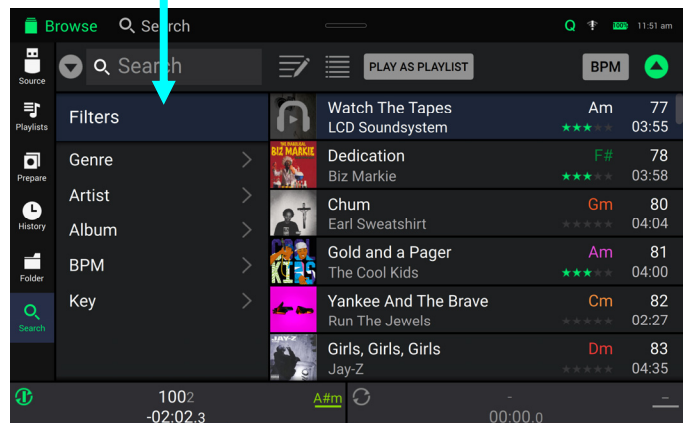 Browse Search
Q 100% 11:51 am
Source
Search
PLAY AS PLAYLIST
BPM
Playlists
Prepare
History
Folder
Search
Filters
Genre
Artist
Album
BPM
Key
Watch The Tapes Am 77
LCD Soundsystem 03:55
BIZ MARKIE
Dedication F# 78
Biz Markie 03:58
Chum Gm 80
Earl Sweatshirt 04:04
KIDS
Gold and a Pager Am 81
The Cool Kids 04:00
Yankee And The Brave Cm 82
Run The Jewels 02:27
JAY-Z
Girls, Girls, Girls Dm 83
Jay-Z 04:35
1002 A#m - -
-02:02.3 00:00.0